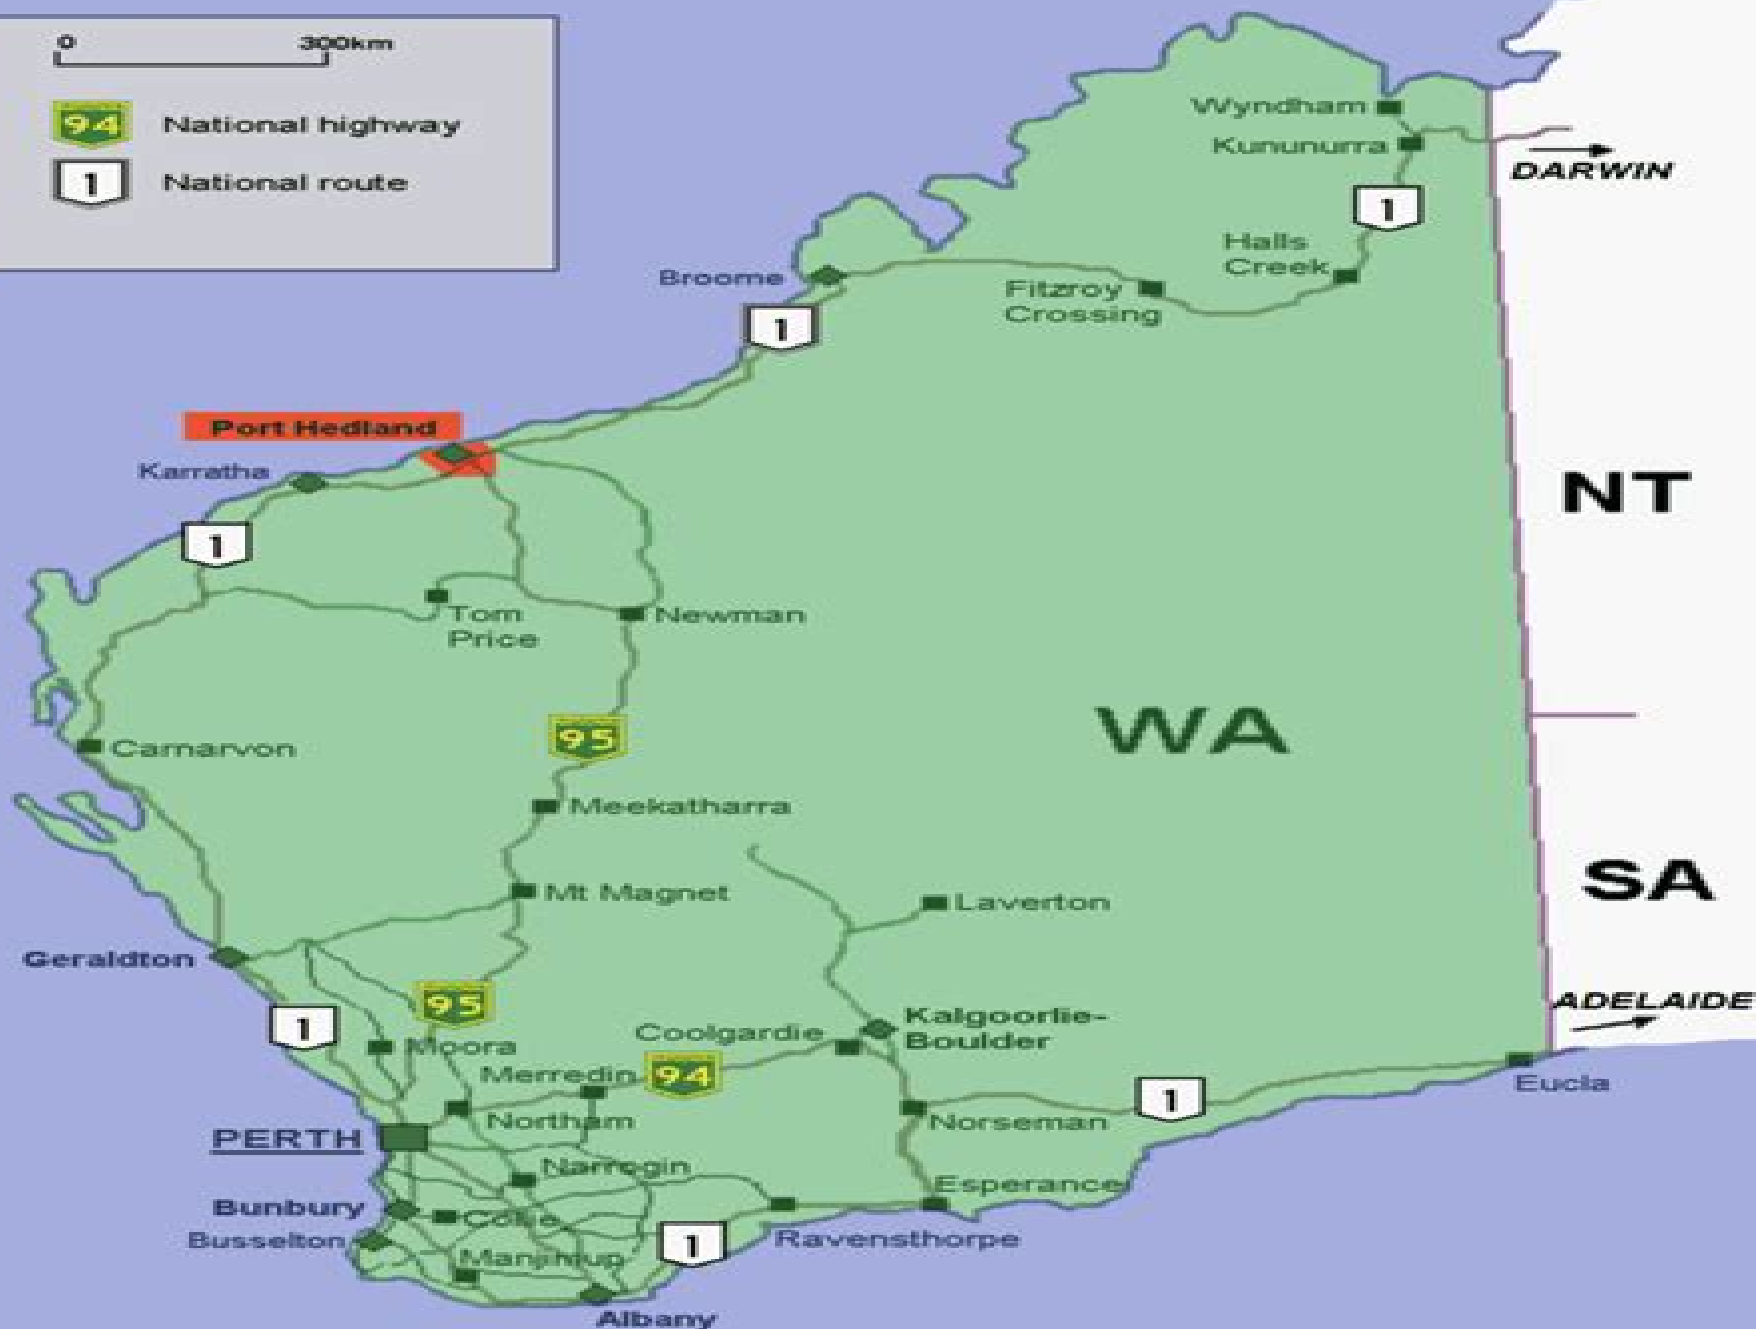 0 300km
94 National highway
1 National route
Wyndham
Kununurra
DARWIN
1
Halls
Creek
Broome
Fitzroy
Crossing
1
Port Hedland
Karratha
NT
1
Tom
Price
Newman
WA
95
Carnarvon
Meekatharra
Mt Magnet
Laverton
SA
Geraldton
95
ADELAIDE
1
Kalgoorlie-
Boulder
Coolgardie
Moora
Merredin
94
Eucla
1
Northam
Norseman
PERTH
Narrogin
Esperance
Bunbury
Collie
Busselton
1
Ravensthorpe
Manjimup
Albany